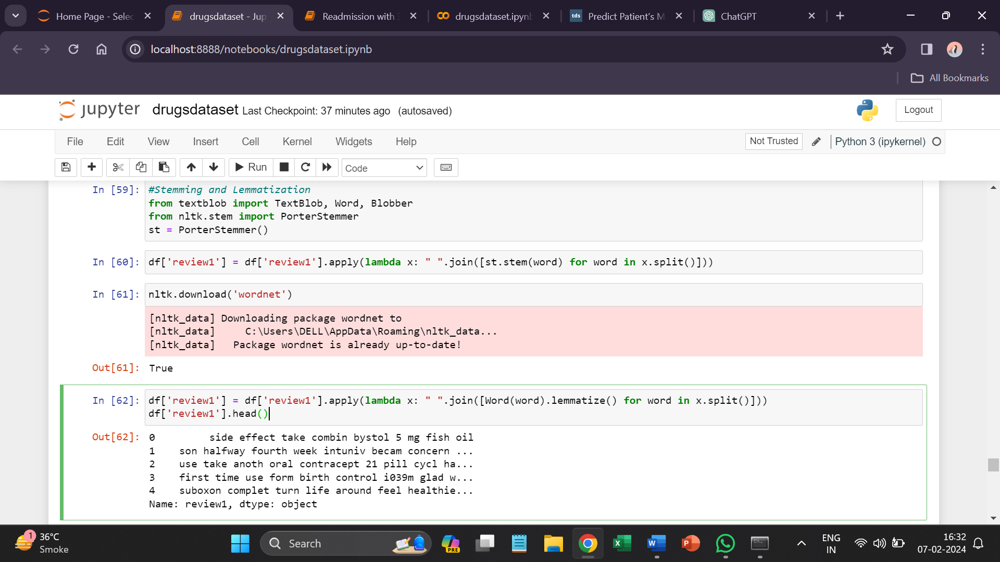 Home Page - Selec
drugsdataset - Jup
Readmission with 3
drugsdataset.ipynb
tds Predict Patient's M
ChatGPT
localhost:8888/notebooks/drugsdataset.ipynb
All Bookmarks
jupyter drugsdataset Last Checkpoint: 37 minutes ago (autosaved)
Logout
File Edit View Insert Cell Kernel Widgets Help
Not Trusted
Python 3 (ipykernel)
Run
Code
In [59]: #Stemming and Lemmatization
from textblob import TextBlob, Word, Blobber
from nltk.stem import PorterStemmer
st = PorterStemmer()
In [60]: df['review1'] = df['review1'].apply(lambda x: " ".join([st.stem(word) for word in x.split()]))
In [61]: nltk.download('wordnet')
[nltk_data] Downloading package wordnet to
[nltk_data]     C:\Users\DELL\AppData\Roaming\nltk_data...
[nltk_data]   Package wordnet is already up-to-date!
Out[61]: True
In [62]: df['review1'] = df['review1'].apply(lambda x: " ".join([Word(word).lemmatize() for word in x.split()]))
df['review1'].head()
Out[62]: 0         side effect take combin bystol 5 mg fish oil
1    son halfway fourth week intuniv becam concern ...
2    use take anoth oral contracept 21 pill cycl ha...
3    first time use form birth control i039m glad w...
4    suboxon complet turn life around feel healthie...
Name: review1, dtype: object
1
36°C
Smoke
Search
PRE
X
W
P
ENG
IN
16:32
07-02-2024